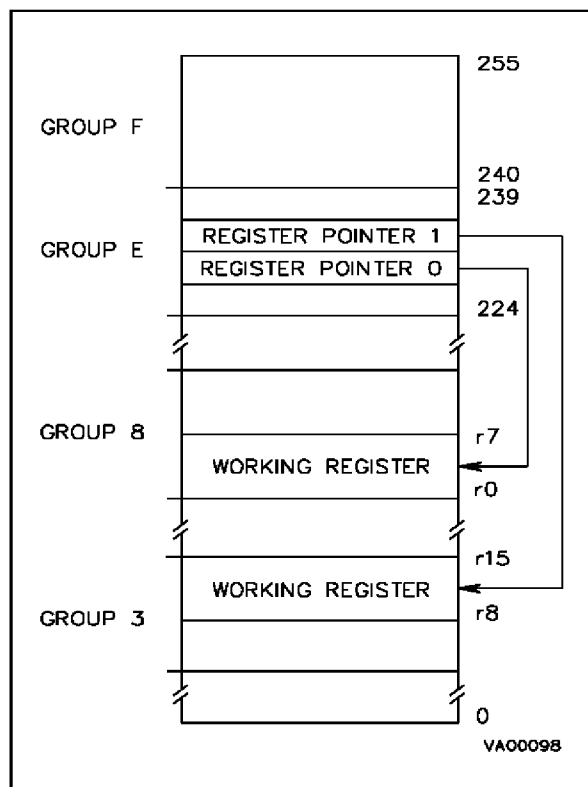 255
GROUP F
240
239
REGISTER POINTER 1
GROUP E
REGISTER POINTER 0
224
GROUP 8
r7
WORKING REGISTER
r0
r15
WORKING REGISTER
GROUP 3
r8
0
VA00098